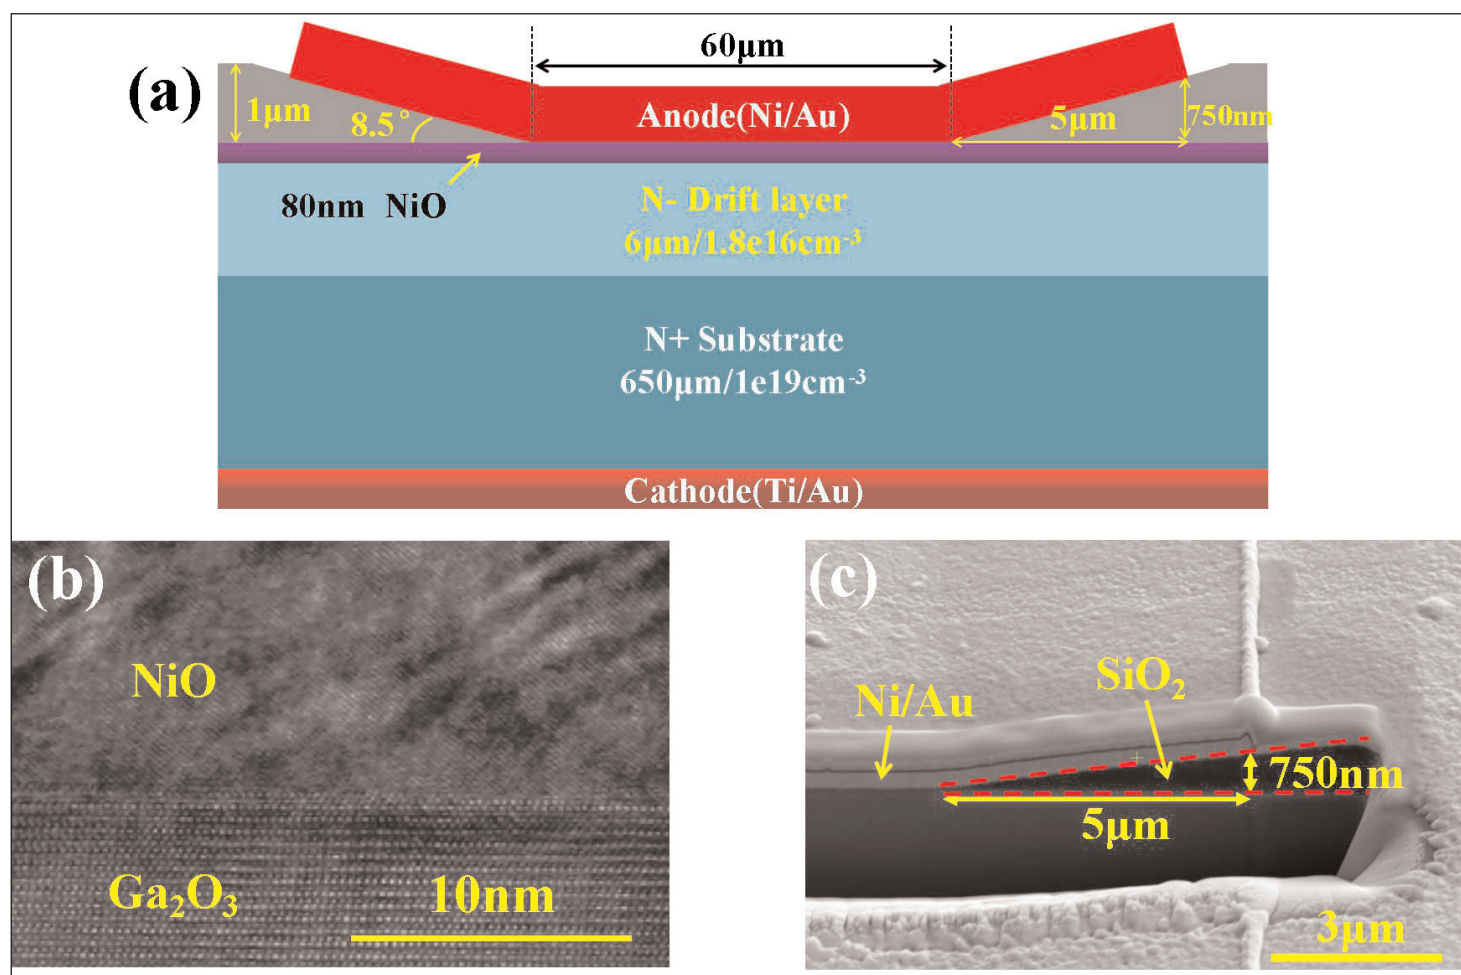 (a)
60μm
1μm
8.5°
Anode(Ni/Au)
5μm
750nm
80nm NiO
N- Drift layer
6μm/1.8e16cm⁻³
N+ Substrate
650μm/1e19cm⁻³
Cathode(Ti/Au)
(b)
NiO
Ga₂O₃
10nm
(c)
Ni/Au
SiO₂
750nm
5μm
3μm